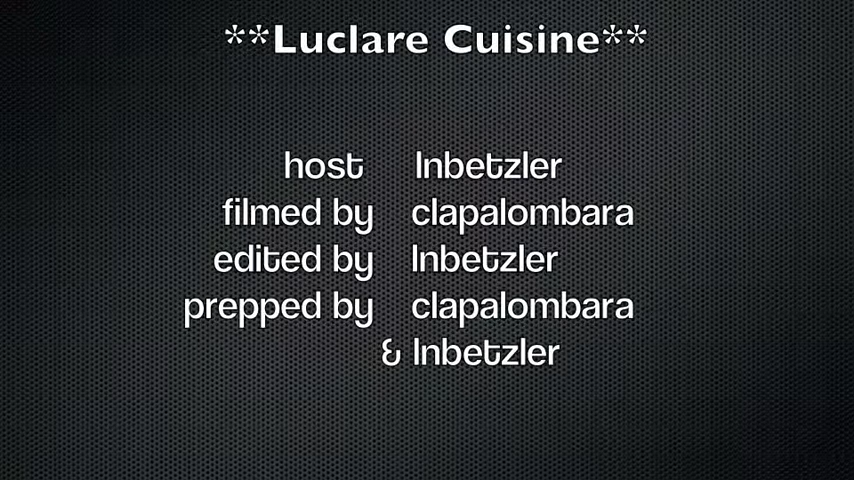 **Luclare Cuisine**
host lnbetzler
filmed by clapalombara
edited by lnbetzler
prepped by clapalombara
& lnbetzler